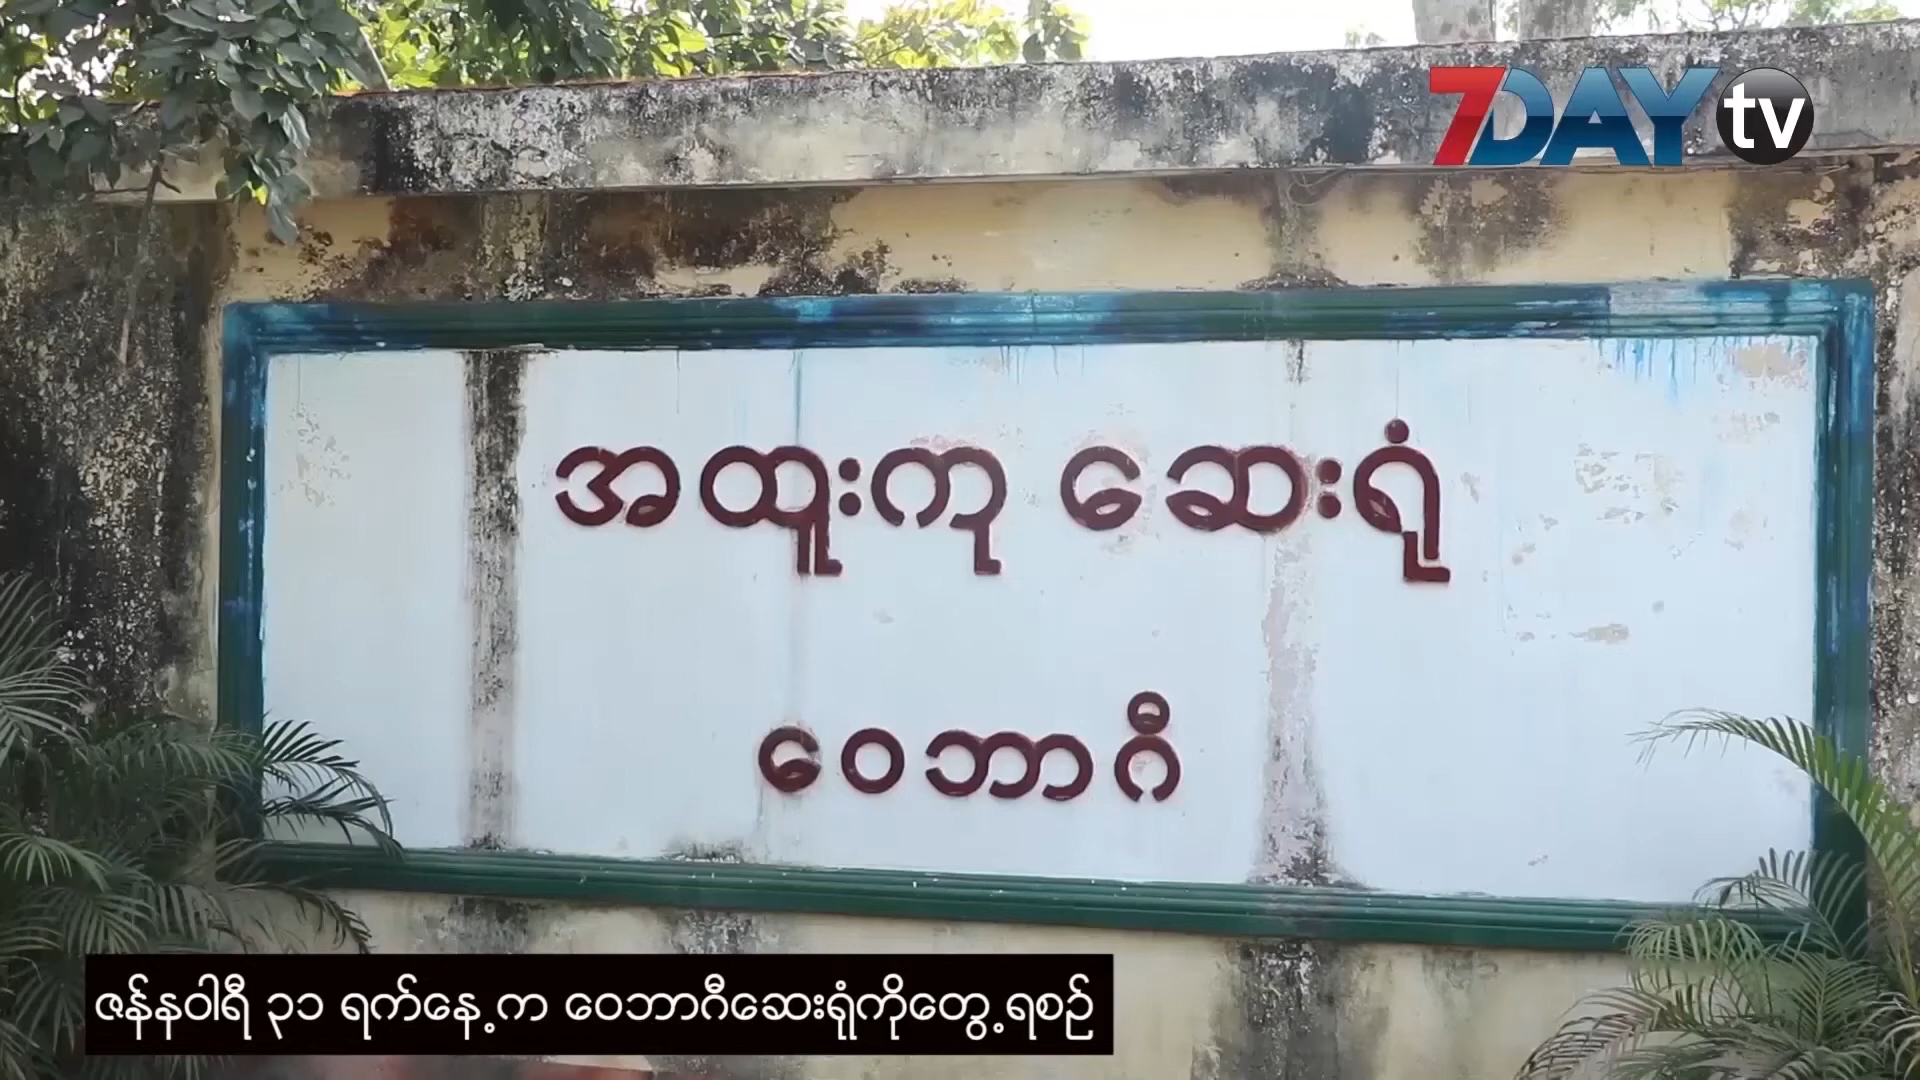 7DAY tv
အထူးကု ဆေးရုံ
ဝေဘာဂီ
ဇန်နဝါရီ ၃၁ ရက်နေ့က ဝေဘာဂီဆေးရုံကိုတွေ့ရစဉ်